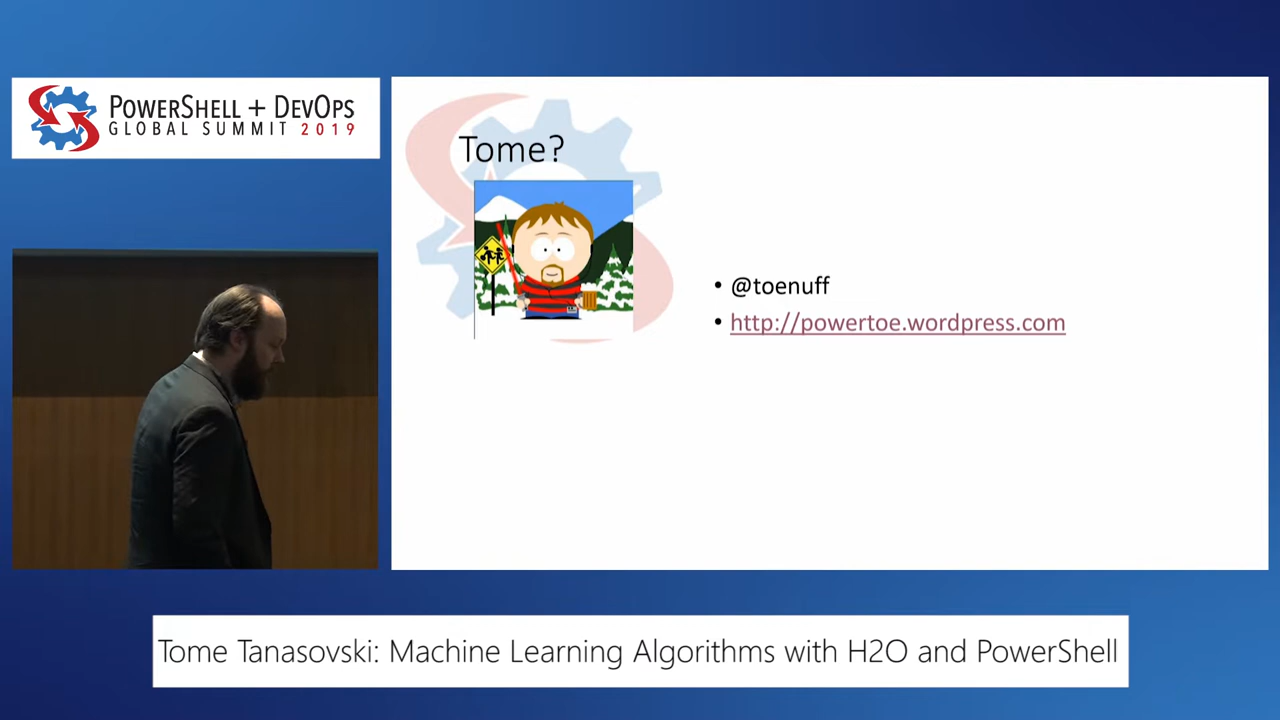 POWERSHELL + DEVOPS
GLOBAL SUMMIT 2019
Tome?
• @toenuff
• http://powertoe.wordpress.com
Tome Tanasovski: Machine Learning Algorithms with H2O and PowerShell